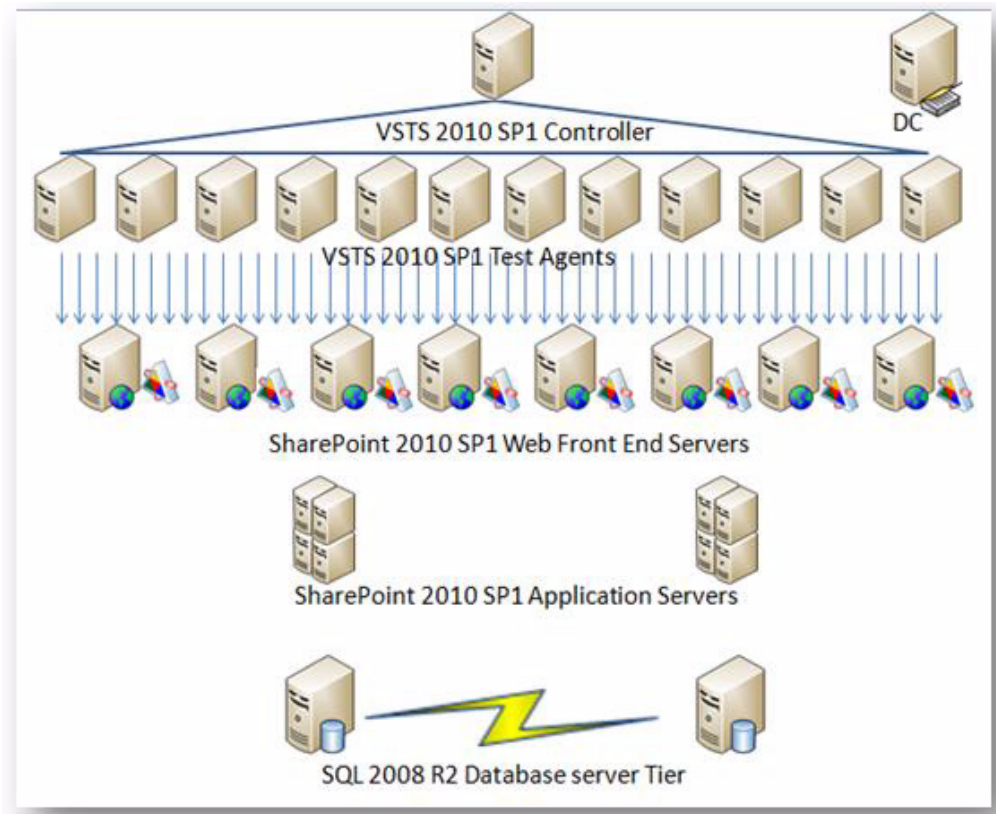 DC
VSTS 2010 SP1 Controller
VSTS 2010 SP1 Test Agents
SharePoint 2010 SP1 Web Front End Servers
SharePoint 2010 SP1 Application Servers
SQL 2008 R2 Database server Tier